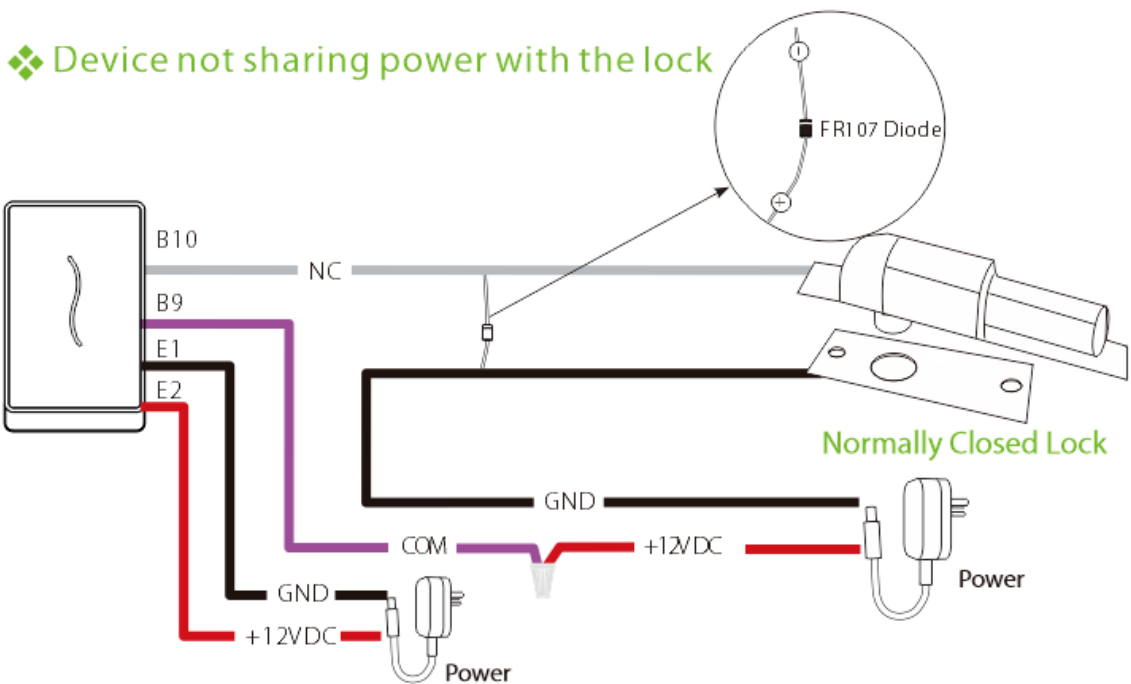 ❖ Device not sharing power with the lock
FR107 Diode
B10
NC
B9
E1
E2
Normally Closed Lock
GND
COM
+12VDC
Power
GND
+12VDC
Power